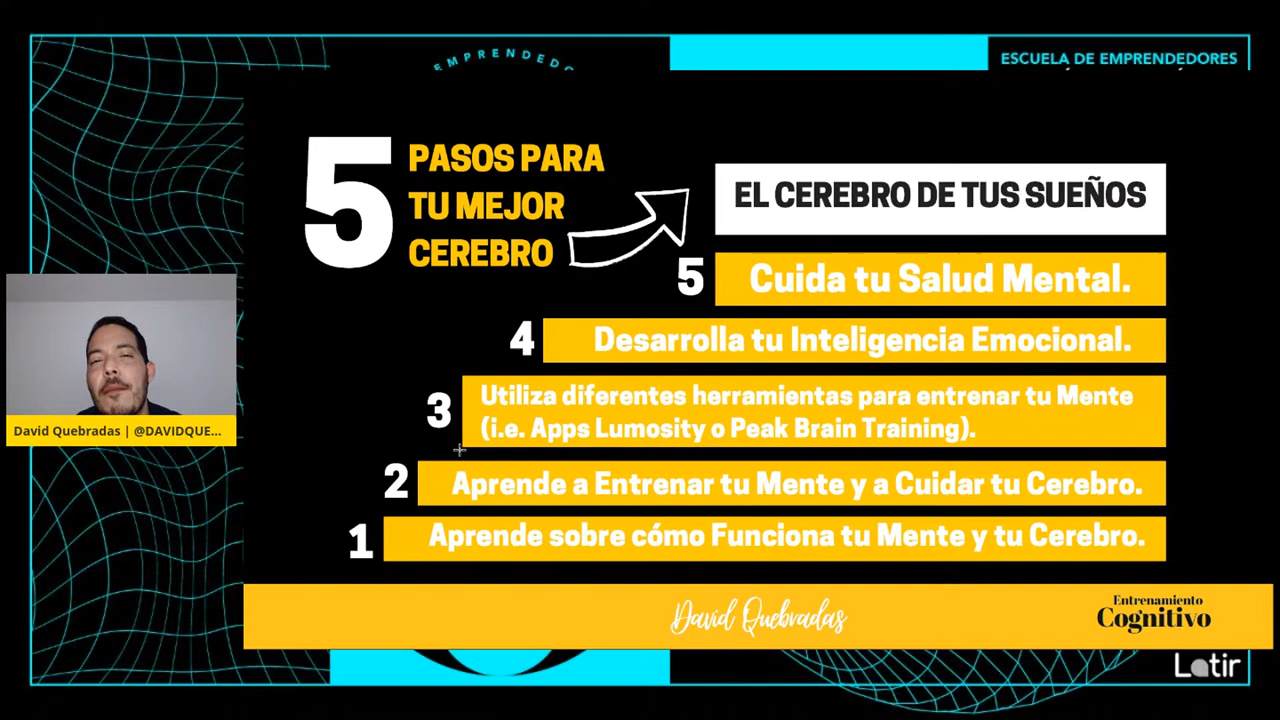 EMPRENDEDO
ESCUELA DE EMPRENDEDORES
5
PASOS PARA
TU MEJOR
CEREBRO
EL CEREBRO DE TUS SUEÑOS
5 Cuida tu Salud Mental.
4 Desarrolla tu Inteligencia Emocional.
3 Utiliza diferentes herramientas para entrenar tu Mente
(i.e. Apps Lumosity o Peak Brain Training).
2 Aprende a Entrenar tu Mente y a Cuidar tu Cerebro.
1 Aprende sobre cómo Funciona tu Mente y tu Cerebro.
David Quebradas | @DAVIDQUE...
David Quebradas
Entrenamiento
Cognitivo
Latir